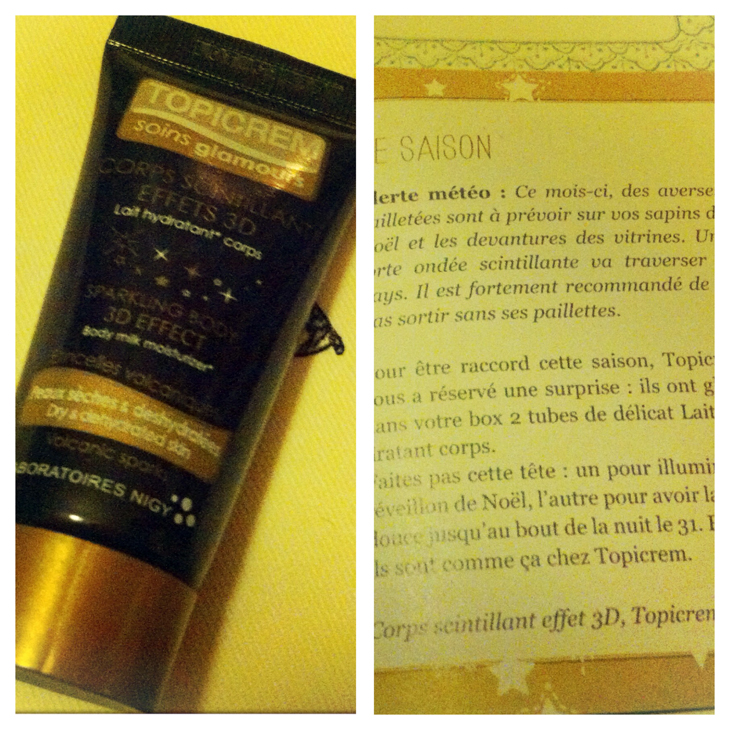 TOPICREM
soins glamours
CORPS SCINTILLANT
EFFETS 3D
Lait hydratant* corps
SPARKLING BODY
3D EFFECT
Body milk moisturizer*
Etincelles volcaniques
Peaux sèches & déshydratées
Dry & dehydrated skin
Volcanic spark
BORATOIRES NIGY
E SAISON
lerte météo : Ce mois-ci, des averse
ailletées sont à prévoir sur vos sapins d
oël et les devantures des vitrines. Un
orte ondée scintillante va traverser
ays. Il est fortement recommandé de
as sortir sans ses paillettes.
our être raccord cette saison, Topic
ous a réservé une surprise : ils ont g
ans votre box 2 tubes de délicat Lait
ratant corps.
aites pas cette tête : un pour illumi
éveillon de Noël, l'autre pour avoir la
douce jusqu'au bout de la nuit le 31. E
ls sont comme ça chez Topicrem.
Corps scintillant effet 3D, Topicrem